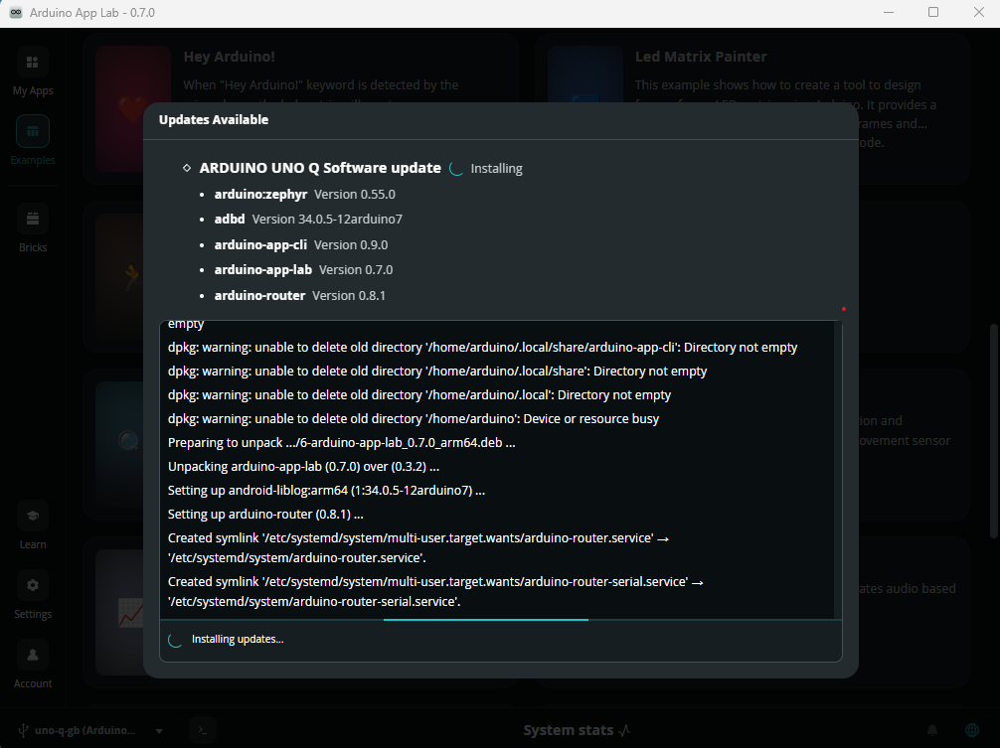 Arduino App Lab - 0.7.0
My Apps
Examples
Bricks
Learn
Settings
Account
Hey Arduino!
When "Hey Arduino!" keyword is detected by the
Led Matrix Painter
This example shows how to create a tool to design
It provides a
rames and...
ode.
Updates Available
ARDUINO UNO Q Software update Installing
• arduino:zephyr Version 0.55.0
• adbd Version 34.0.5-12arduino7
• arduino-app-cli Version 0.9.0
• arduino-app-lab Version 0.7.0
• arduino-router Version 0.8.1
empty
dpkg: warning: unable to delete old directory '/home/arduino/.local/share/arduino-app-cli': Directory not empty
dpkg: warning: unable to delete old directory '/home/arduino/.local/share': Directory not empty
dpkg: warning: unable to delete old directory '/home/arduino/.local': Directory not empty
dpkg: warning: unable to delete old directory '/home/arduino': Device or resource busy
Preparing to unpack .../6-arduino-app-lab_0.7.0_arm64.deb ...
Unpacking arduino-app-lab (0.7.0) over (0.3.2) ...
Setting up android-liblog:arm64 (1:34.0.5-12arduino7) ...
Setting up arduino-router (0.8.1) ...
Created symlink '/etc/systemd/system/multi-user.target.wants/arduino-router.service' →
'/etc/systemd/system/arduino-router.service'.
Created symlink '/etc/systemd/system/multi-user.target.wants/arduino-router-serial.service' →
'/etc/systemd/system/arduino-router-serial.service'.
Installing updates...
ion and
ovement sensor
ates audio based
uno-q-gb (Arduino...
System stats